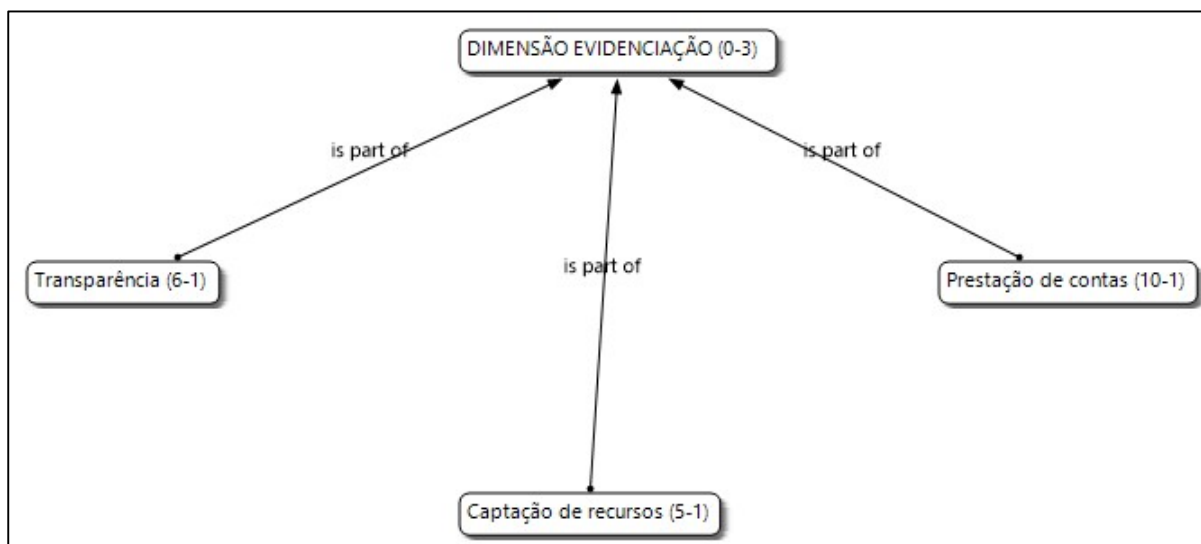 DIMENSÃO EVIDENCIAÇÃO (0-3)
is part of
is part of
is part of
Transparência (6-1)
Prestação de contas (10-1)
Captação de recursos (5-1)